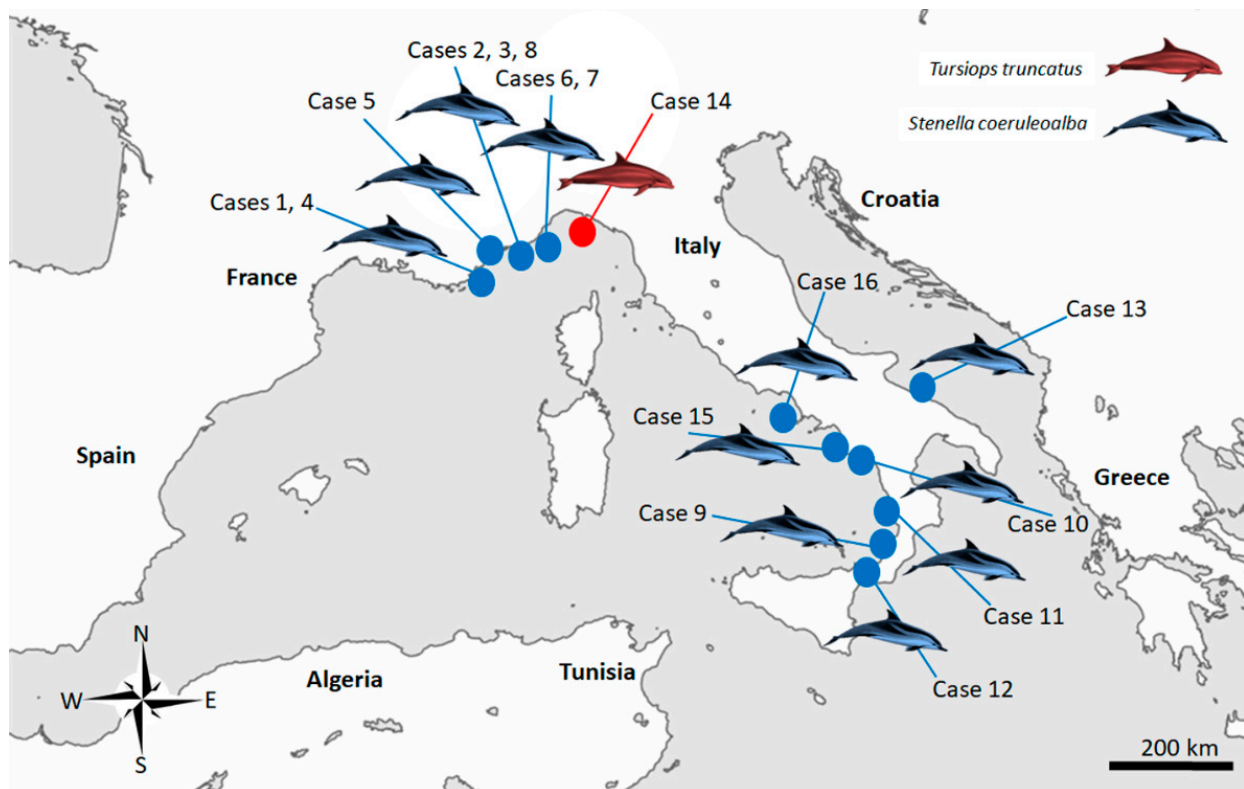 Cases 2, 3, 8
Tursiops truncatus
Cases 6, 7
Case 5
Case 14
Stenella coeruleoalba
Cases 1, 4
Croatia
Italy
France
Case 16
Case 13
Case 15
Spain
Greece
Case 9
Case 10
Case 11
N
Tunisia
Algeria
Case 12
W
E
S
200 km